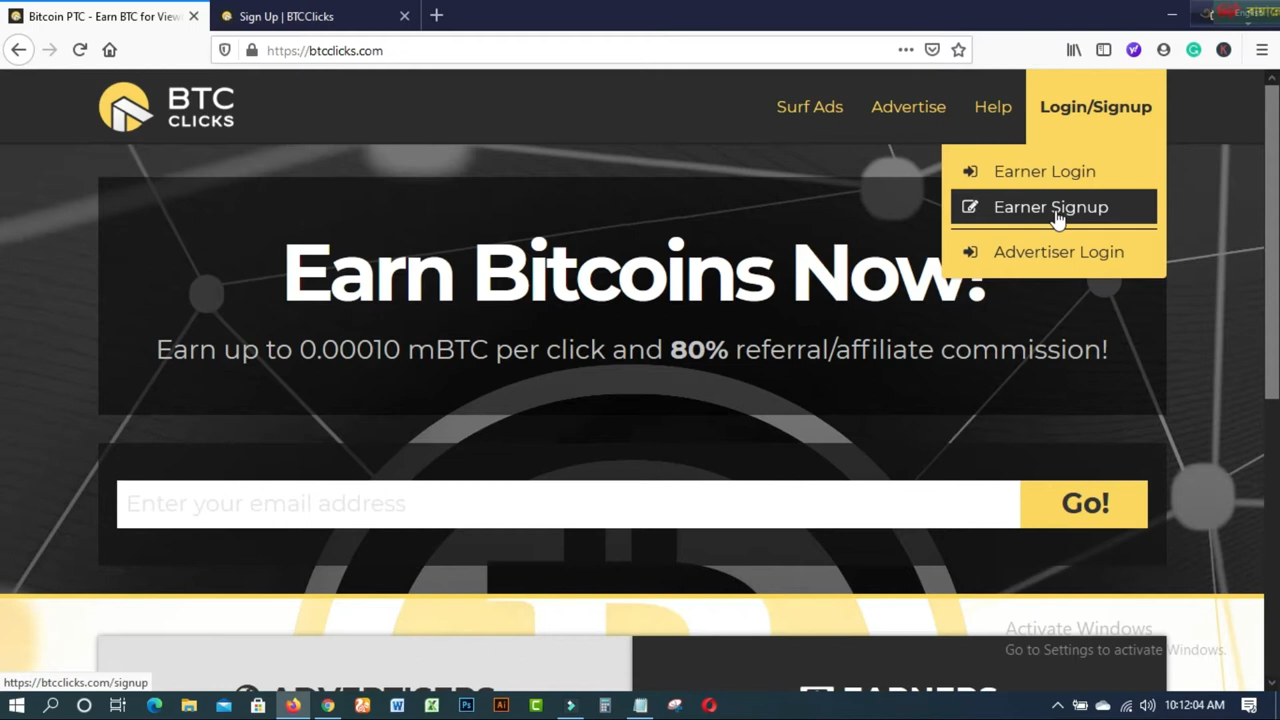 Bitcoin PTC - Earn BTC for View
Sign Up | BTCClicks
https://btcclicks.com
BTC
CLICKS
Surf Ads
Advertise
Help
Login/Signup
Earner Login
Earner Signup
Advertiser Login
Earn Bitcoins Now!
Earn up to 0.00010 mBTC per click and 80% referral/affiliate commission!
Enter your email address
Go!
Activate Windows
Go to Settings to activate Windows.
https://btcclicks.com/signup
10:12:04 AM